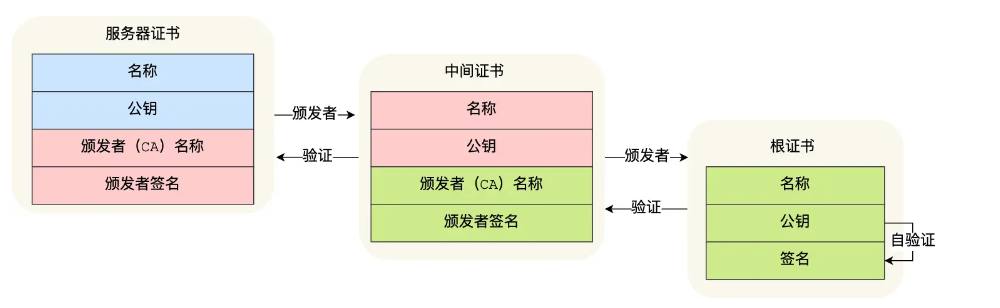 服务器证书
名称
公钥
颁发者（CA）名称
颁发者签名
颁发者
验证
中间证书
名称
公钥
颁发者（CA）名称
颁发者签名
颁发者
验证
根证书
名称
公钥
签名
自验证